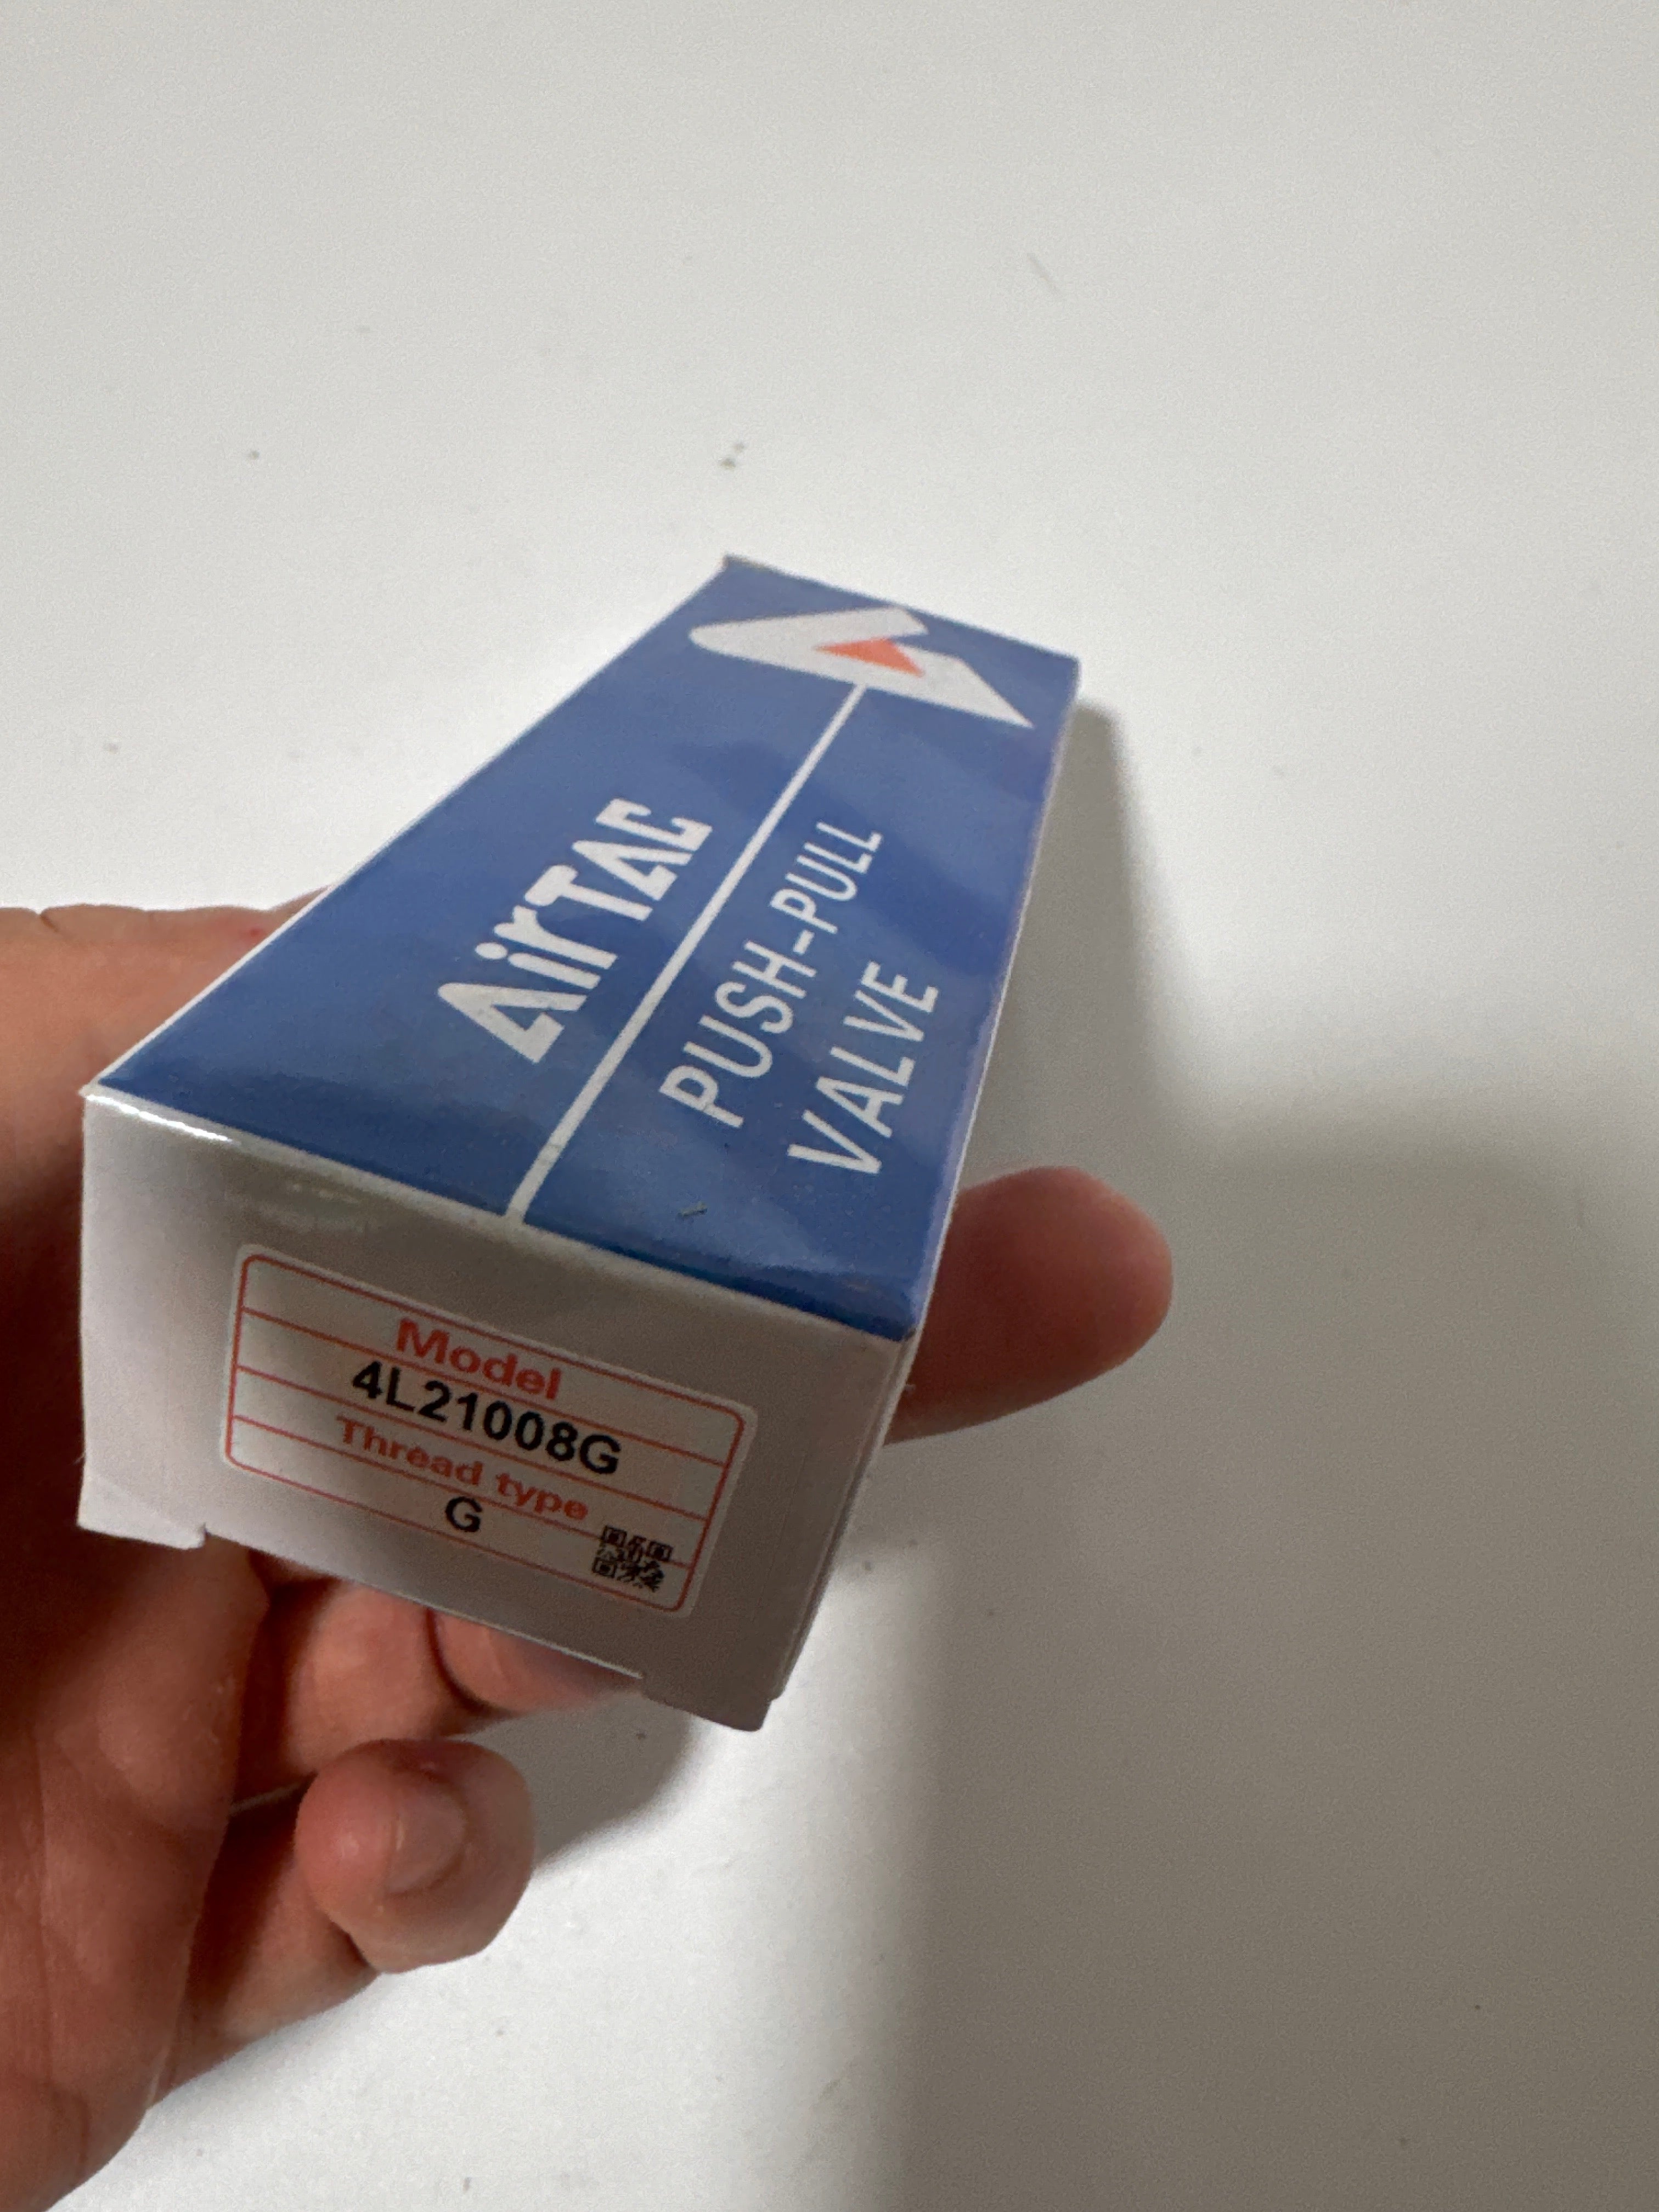 AirTAC
PUSH-PULL
VALVE
Model
4L21008G
Thread type
G